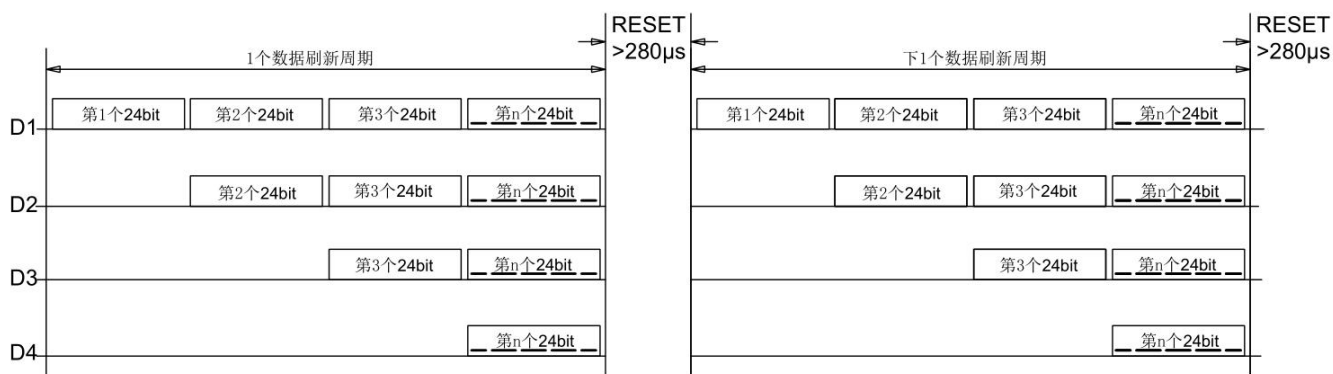 RESET
>280μs
RESET
>280μs
1个数据刷新周期
下1个数据刷新周期
D1 第1个24bit 第2个24bit 第3个24bit 第n个24bit 第1个24bit 第2个24bit 第3个24bit 第n个24bit
D2 第2个24bit 第3个24bit 第n个24bit 第2个24bit 第3个24bit 第n个24bit
D3 第3个24bit 第n个24bit 第3个24bit 第n个24bit
D4 第n个24bit 第n个24bit